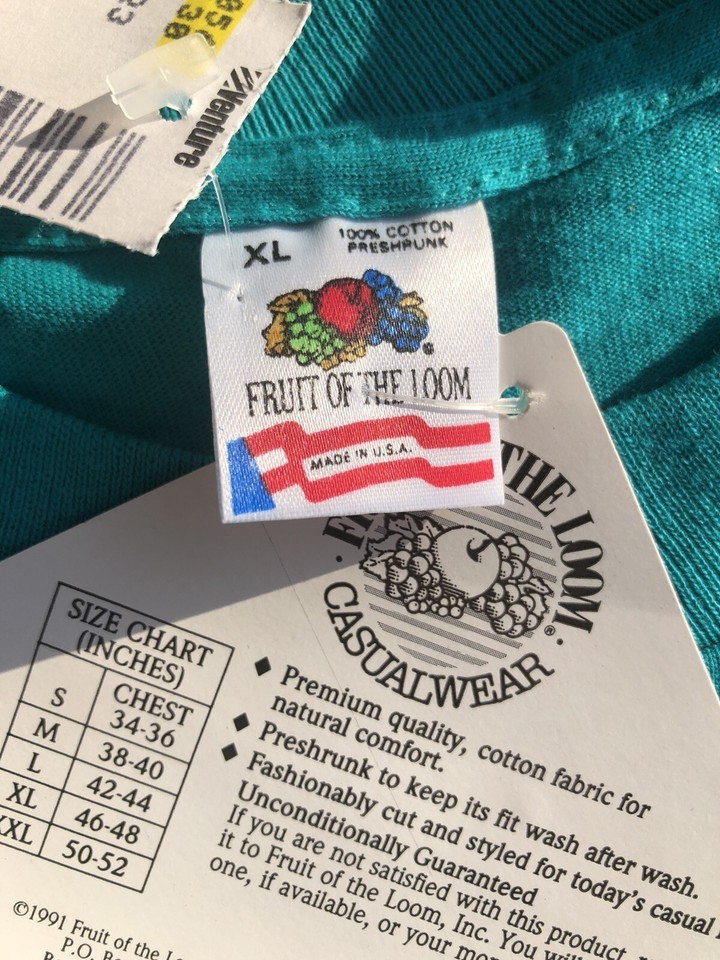 Venture
XL
100% COTTON
PRESHRUNK
FRUIT OF THE LOOM
MADE IN U.S.A.
THE LOOM
CASUALWEAR
®
SIZE CHART
(INCHES)
CHEST
S 34-36
M 38-40
L 42-44
XL 46-48
XXL 50-52
◆ Premium quality, cotton fabric for
natural comfort.
◆ Preshrunk to keep its fit wash after wash.
◆ Fashionably cut and styled for today's casual
Unconditionally Guaranteed
If you are not satisfied with this product,
it to Fruit of the Loom, Inc. You
one, if available, or your
©1991 Fruit of the
P.O.